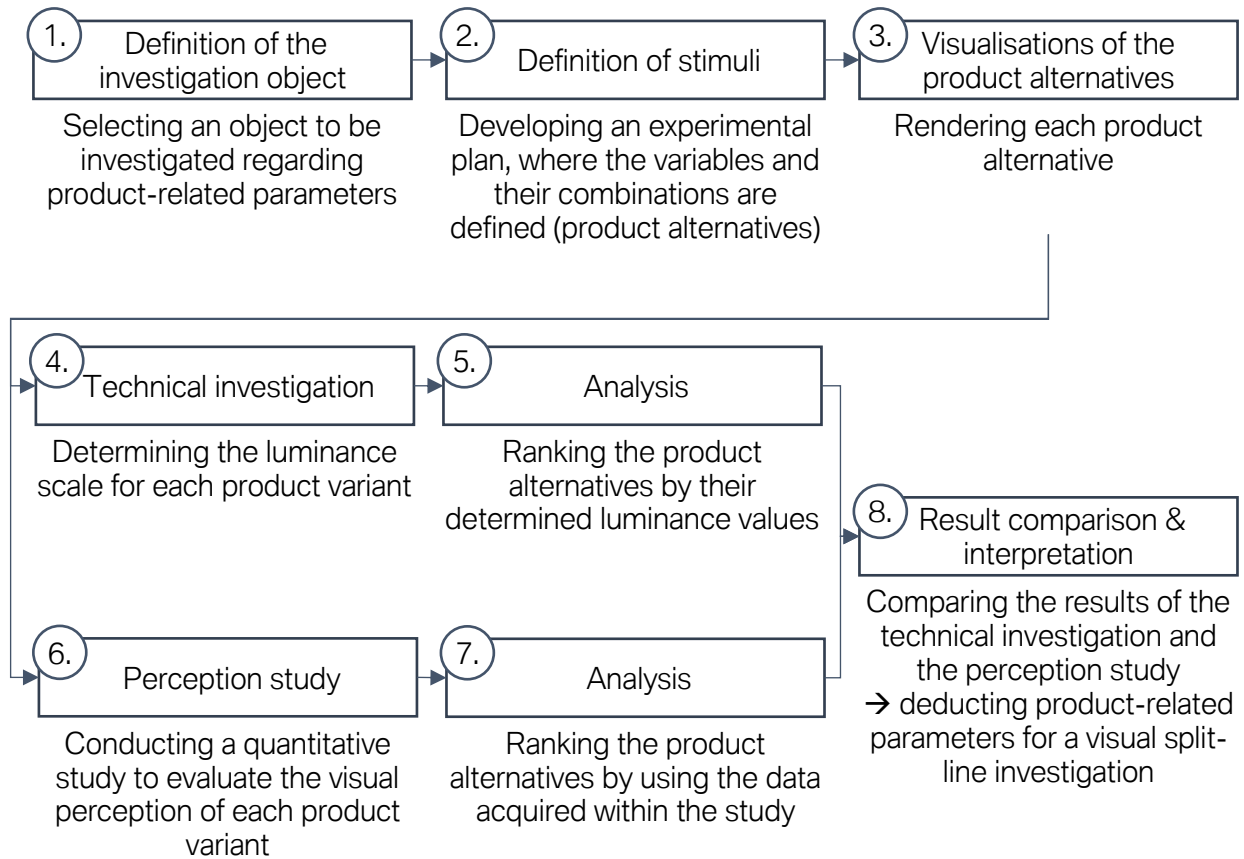 1.
Definition of the
investigation object
Selecting an object to be
investigated regarding
product-related parameters
2.
Definition of stimuli
Developing an experimental
plan, where the variables and
their combinations are
defined (product alternatives)
3.
Visualisations of the
product alternatives
Rendering each product
alternative
4.
Technical investigation
Determining the luminance
scale for each product variant
5.
Analysis
Ranking the product
alternatives by their
determined luminance values
6.
Perception study
Conducting a quantitative
study to evaluate the visual
perception of each product
variant
7.
Analysis
Ranking the product
alternatives by using the data
acquired within the study
8.
Result comparison &
interpretation
Comparing the results of the
technical investigation and
the perception study
→ deducting product-related
parameters for a visual split-
line investigation